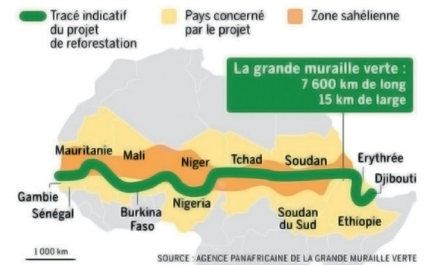 Tracé indicatif
du projet
de reforestation
Pays concerné
par le projet
Zone sahélienne
La grande muraille verte :
7 600 km de long
15 km de large
Mauritanie
Mali
Niger
Tchad
Soudan
Erythrée
Djibouti
Gambie
Sénégal
Burkina
Faso
Nigeria
Soudan
du Sud
Ethiopie
1 000 km
SOURCE : AGENCE PANAFRICAINE DE LA GRANDE MURAILLE VERTE